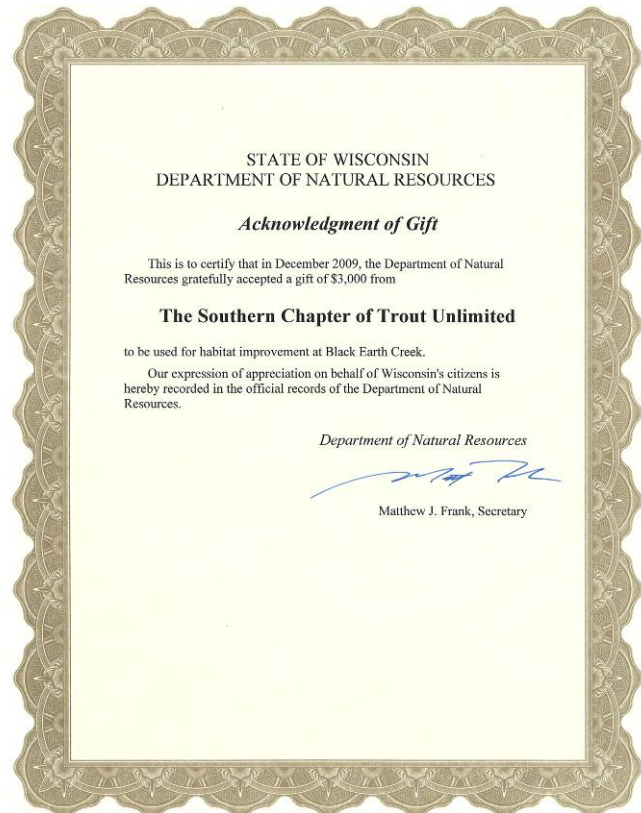 STATE OF WISCONSIN
DEPARTMENT OF NATURAL RESOURCES
Acknowledgment of Gift
This is to certify that in December 2009, the Department of Natural
Resources gratefully accepted a gift of $3,000 from
The Southern Chapter of Trout Unlimited
to be used for habitat improvement at Black Earth Creek.
Our expression of appreciation on behalf of Wisconsin's citizens is
hereby recorded in the official records of the Department of Natural
Resources.
Department of Natural Resources
Matthew J. Frank, Secretary